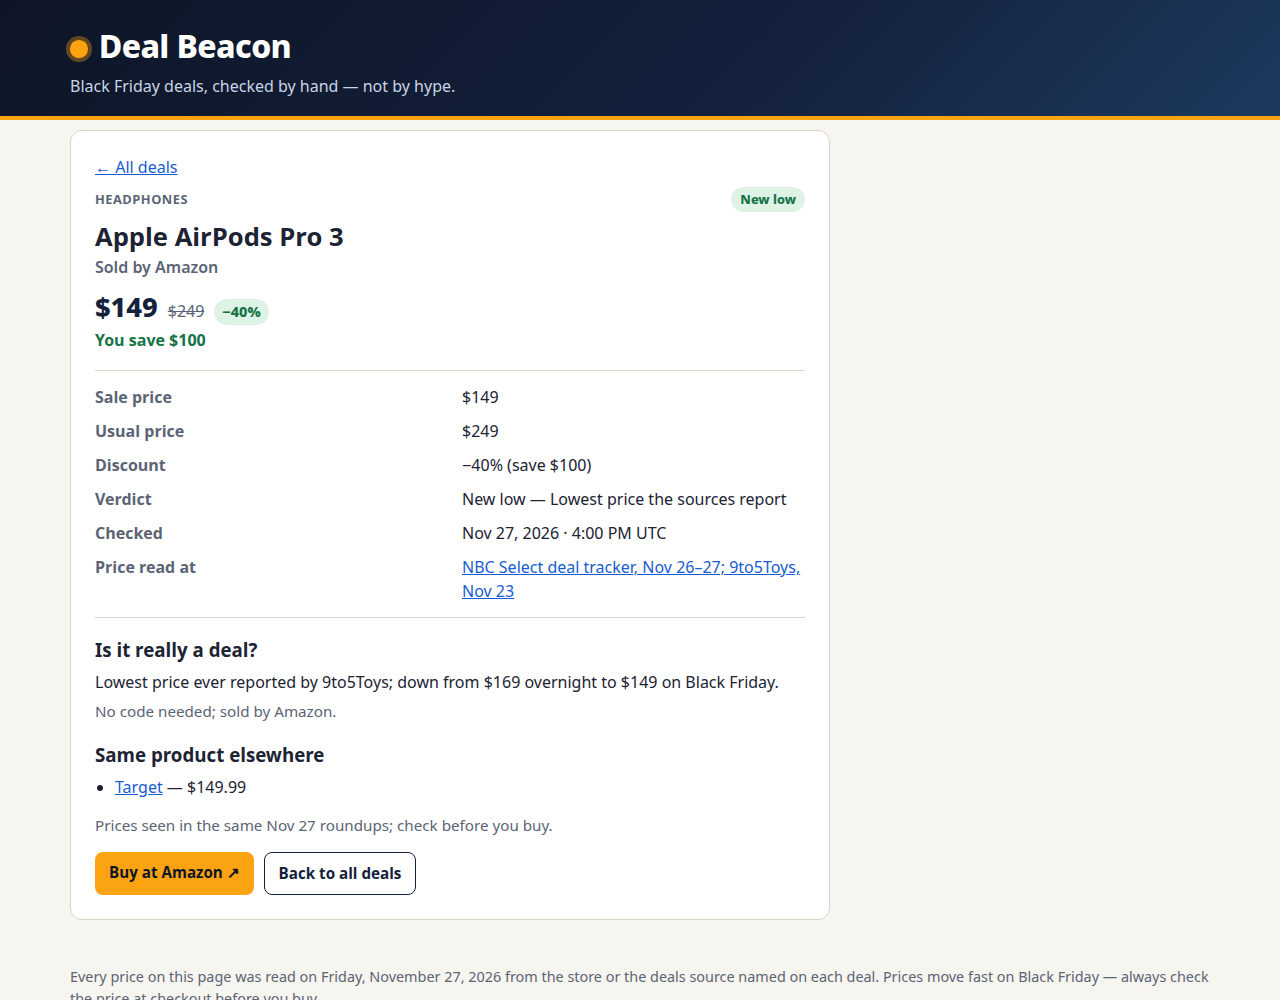 Deal Beacon
Black Friday deals, checked by hand — not by hype.
← All deals
HEADPHONES
New low
Apple AirPods Pro 3
Sold by Amazon
$149 $249 −40%
You save $100
Sale price $149
Usual price $249
Discount −40% (save $100)
Verdict New low — Lowest price the sources report
Checked Nov 27, 2026 · 4:00 PM UTC
Price read at NBC Select deal tracker, Nov 26–27; 9to5Toys,
Nov 23
Is it really a deal?
Lowest price ever reported by 9to5Toys; down from $169 overnight to $149 on Black Friday.
No code needed; sold by Amazon.
Same product elsewhere
• Target — $149.99
Prices seen in the same Nov 27 roundups; check before you buy.
Buy at Amazon ↗ Back to all deals
Every price on this page was read on Friday, November 27, 2026 from the store or the deals source named on each deal. Prices move fast on Black Friday — always check
the price at checkout before you buy.